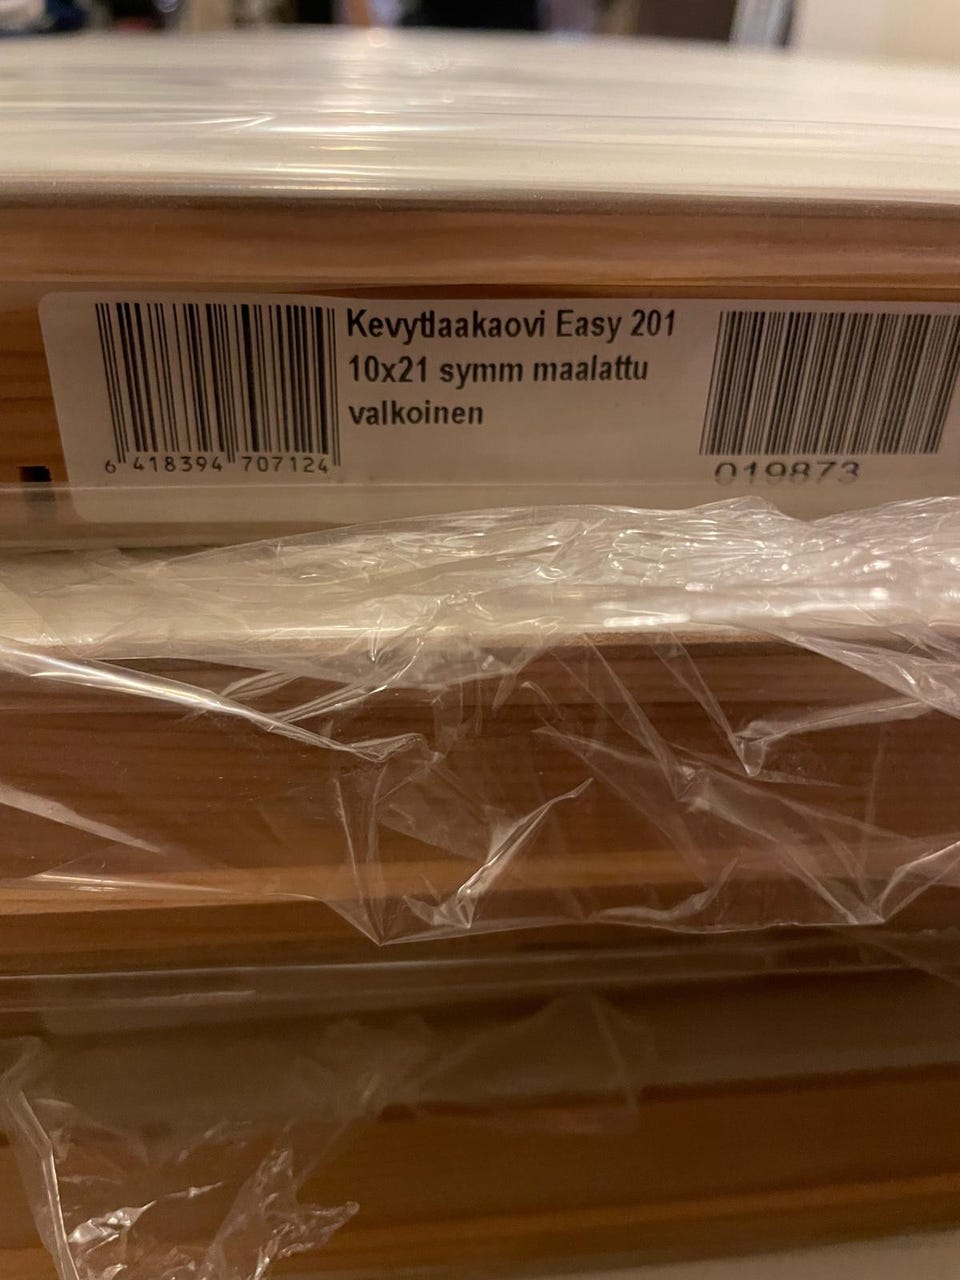 Kevytlaakaovi Easy 201
10x21 symm maalattu
valkoinen
6 418394 707124
019873